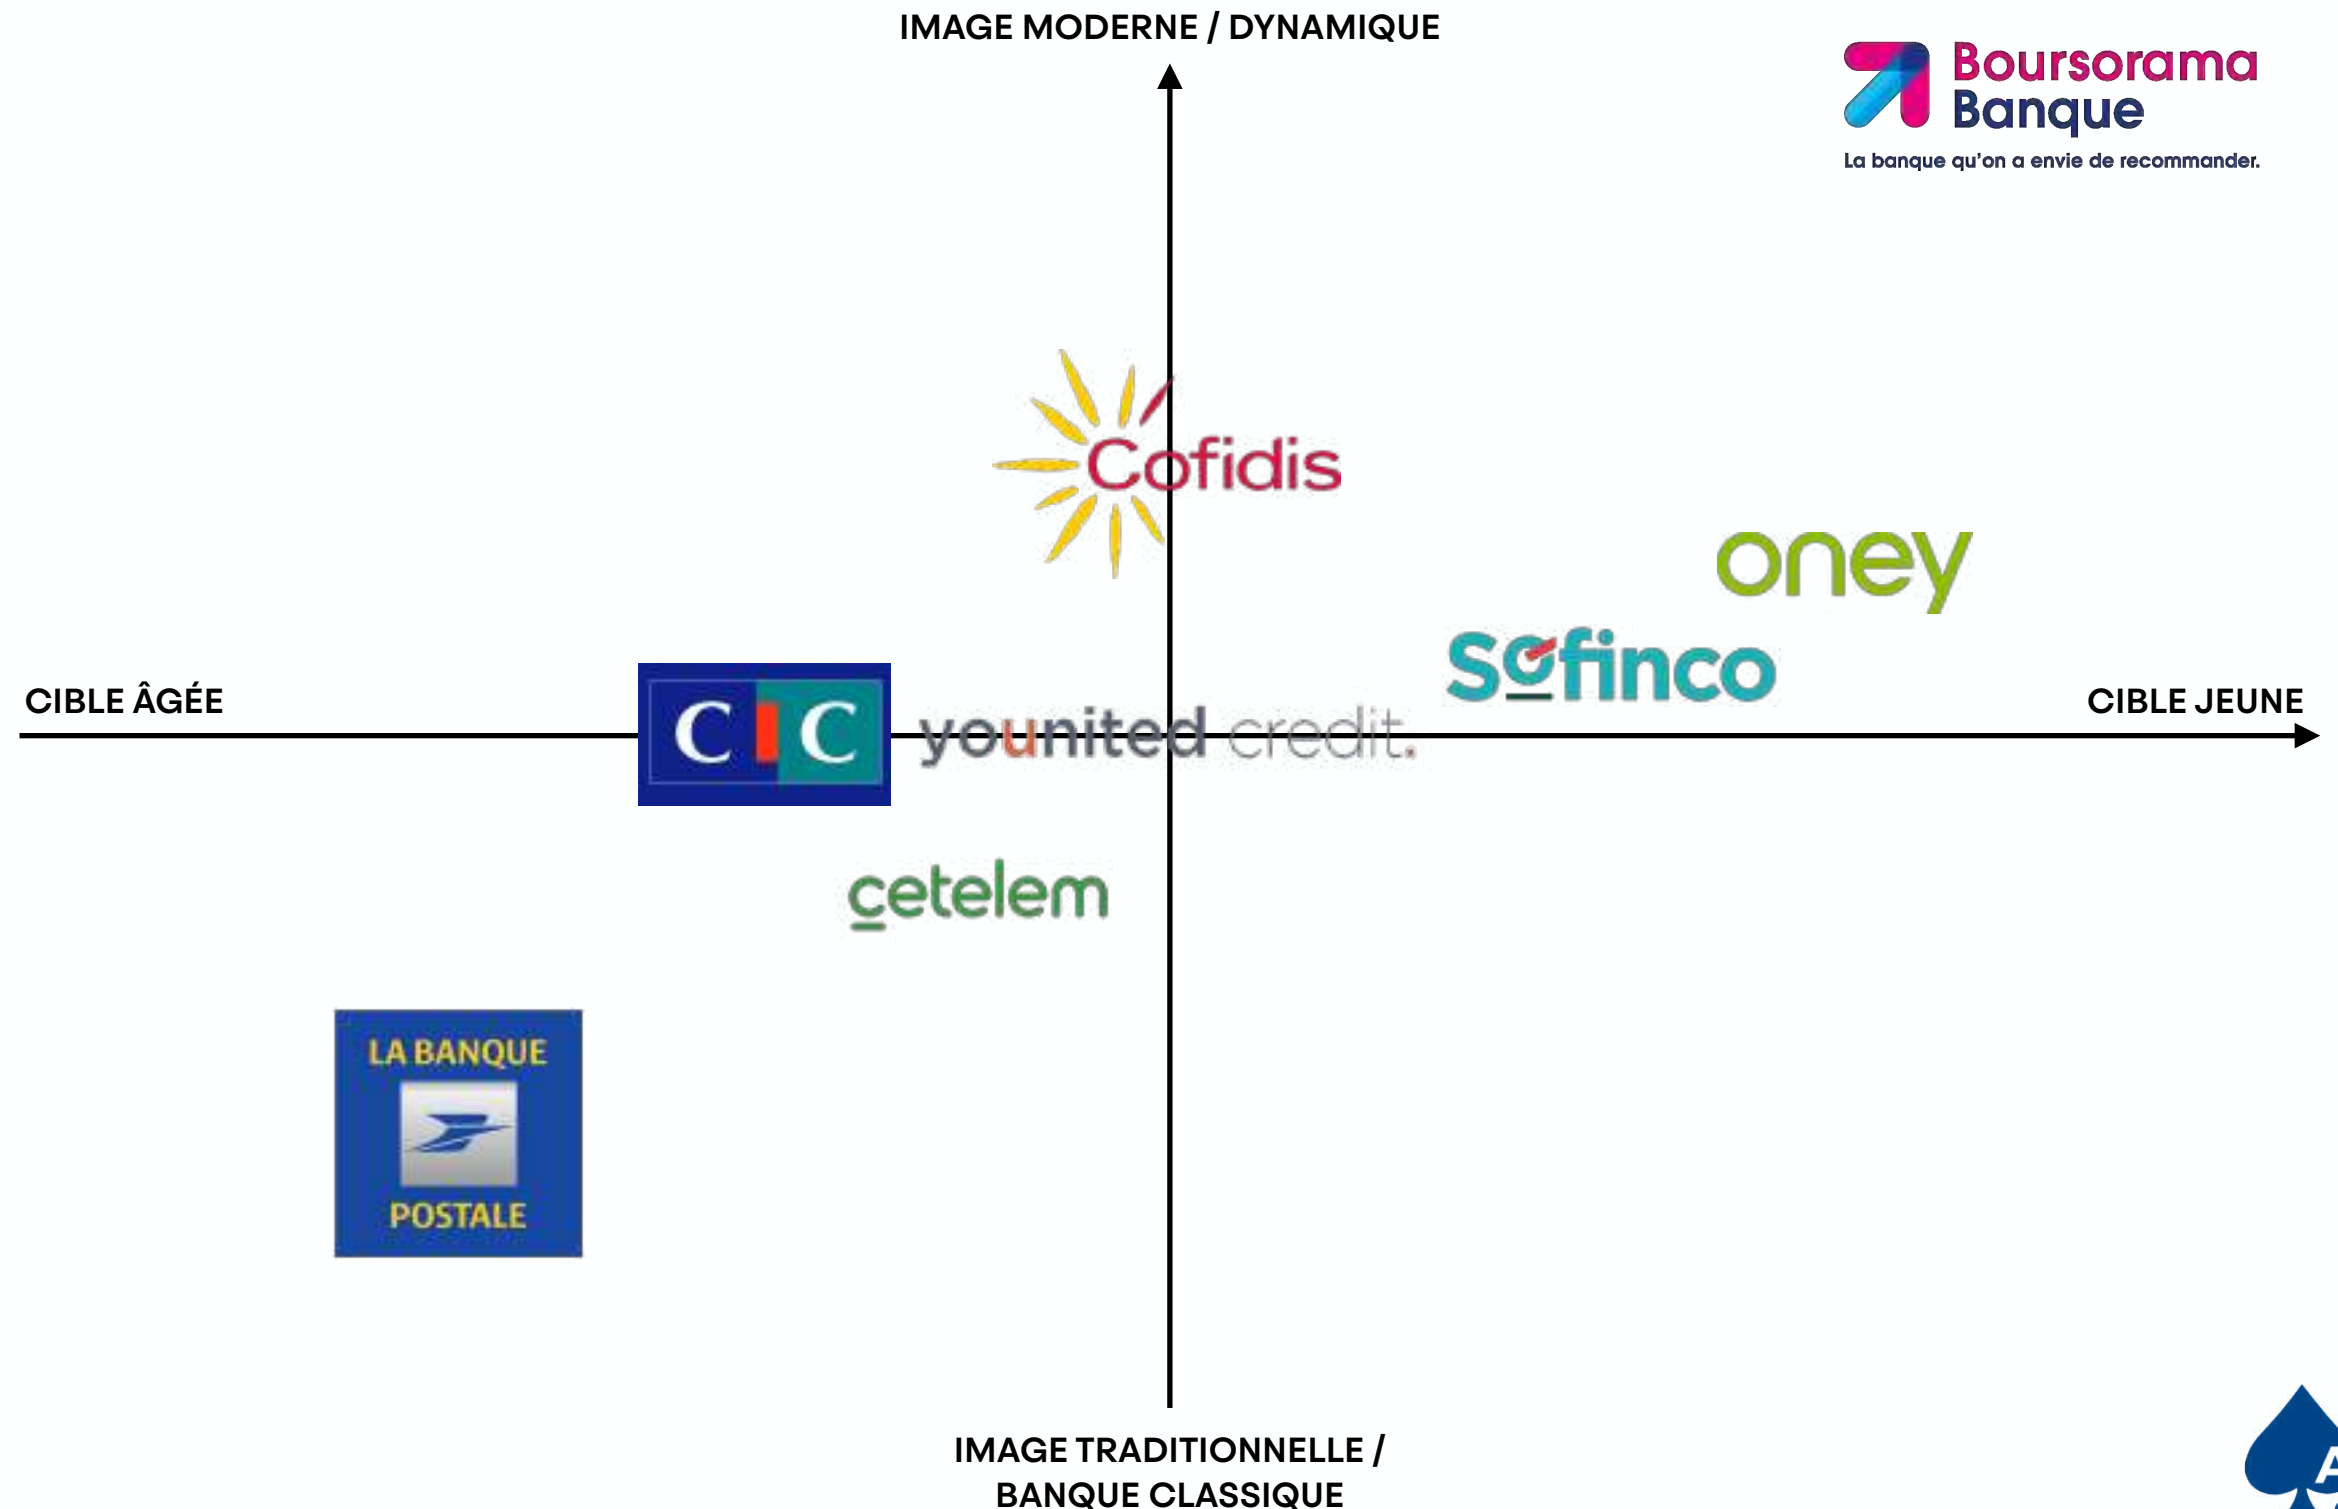 IMAGE MODERNE / DYNAMIQUE
Boursorama
Banque
La banque qu'on a envie de recommander.
Cofidis
oney
Sofinco
CIBLE ÂGÉE
CIBLE JEUNE
CIC
younited credit.
cetelem
LA BANQUE
POSTALE
IMAGE TRADITIONNELLE /
BANQUE CLASSIQUE
A